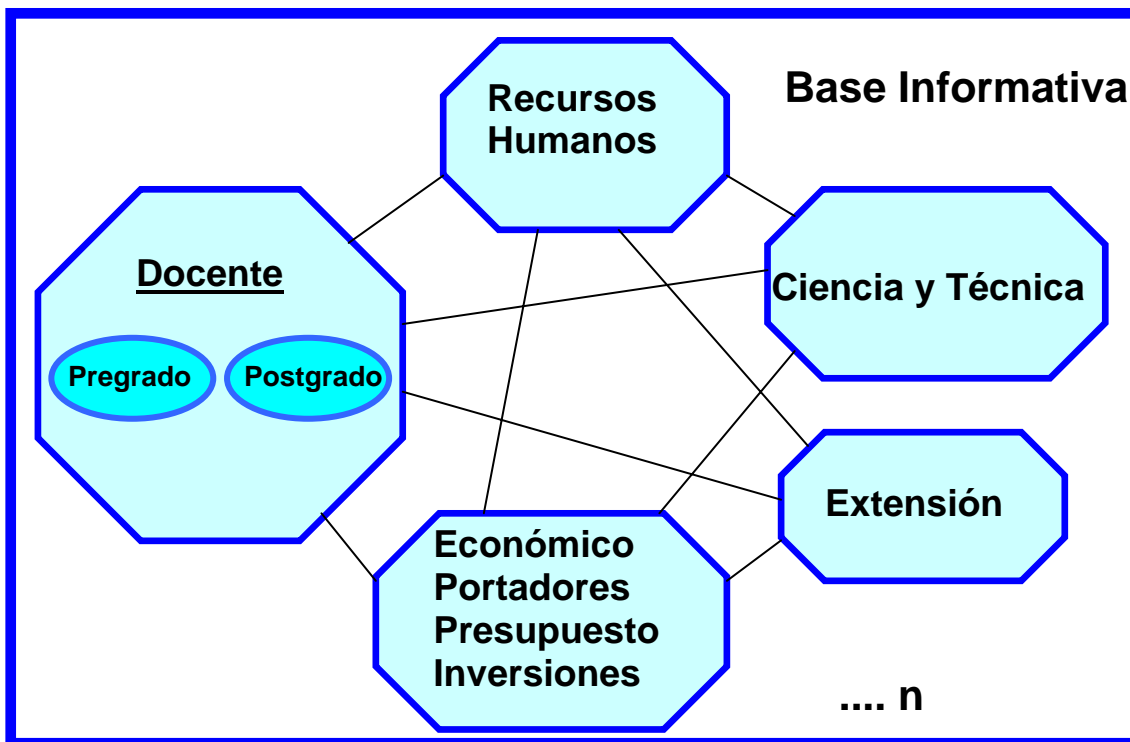 Base Informativa
Recursos
Humanos
Docente
Pregrado
Postgrado
Ciencia y Técnica
Extensión
Económico
Portadores
Presupuesto
Inversiones
.... n